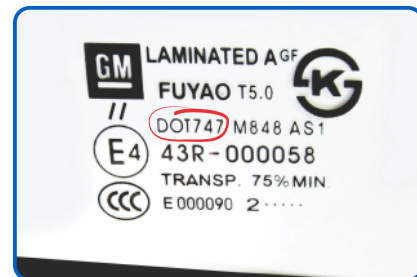 GM LAMINATED AGF K
FUYAO T5.0
//
DOT747 M848 AS1
E4 43R-000058
TRANSP. 75% MIN.
CCC E000090 2·····